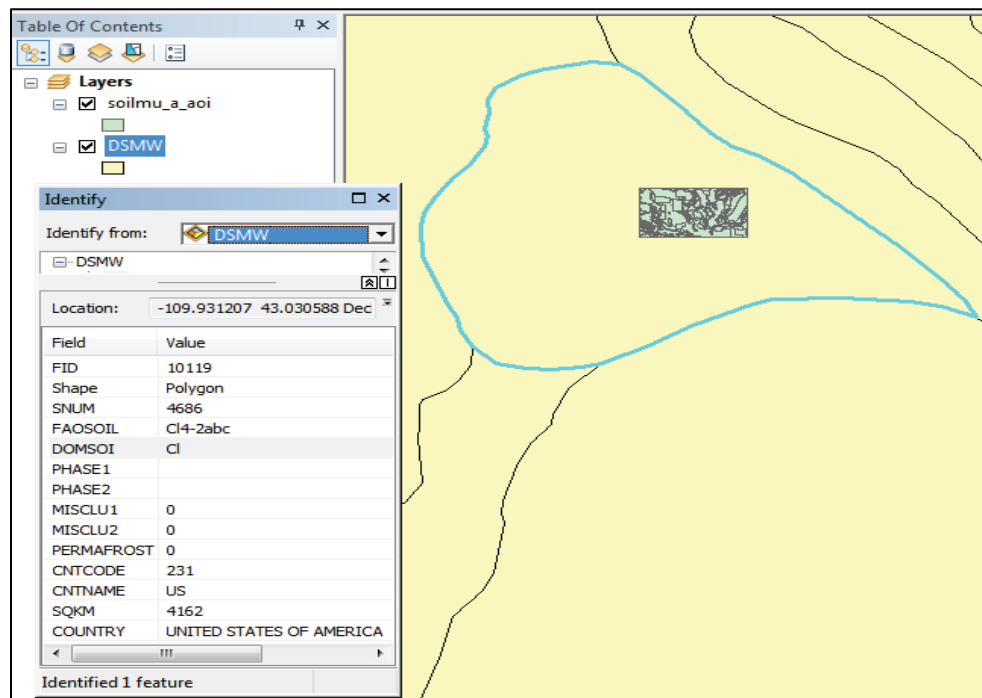 Table Of Contents
Layers
soilmu_a_aoi
DSMW
Identify
Identify from: DSMW
DSMW
Location: -109.931207 43.030588 Dec
Field Value
FID 10119
Shape Polygon
SNUM 4686
FAOSOIL Cl4-2abc
DOMSOI Cl
PHASE1
PHASE2
MISCLU1 0
MISCLU2 0
PERMAFROST 0
CNTCODE 231
CNTNAME US
SQKM 4162
COUNTRY UNITED STATES OF AMERICA
Identified 1 feature